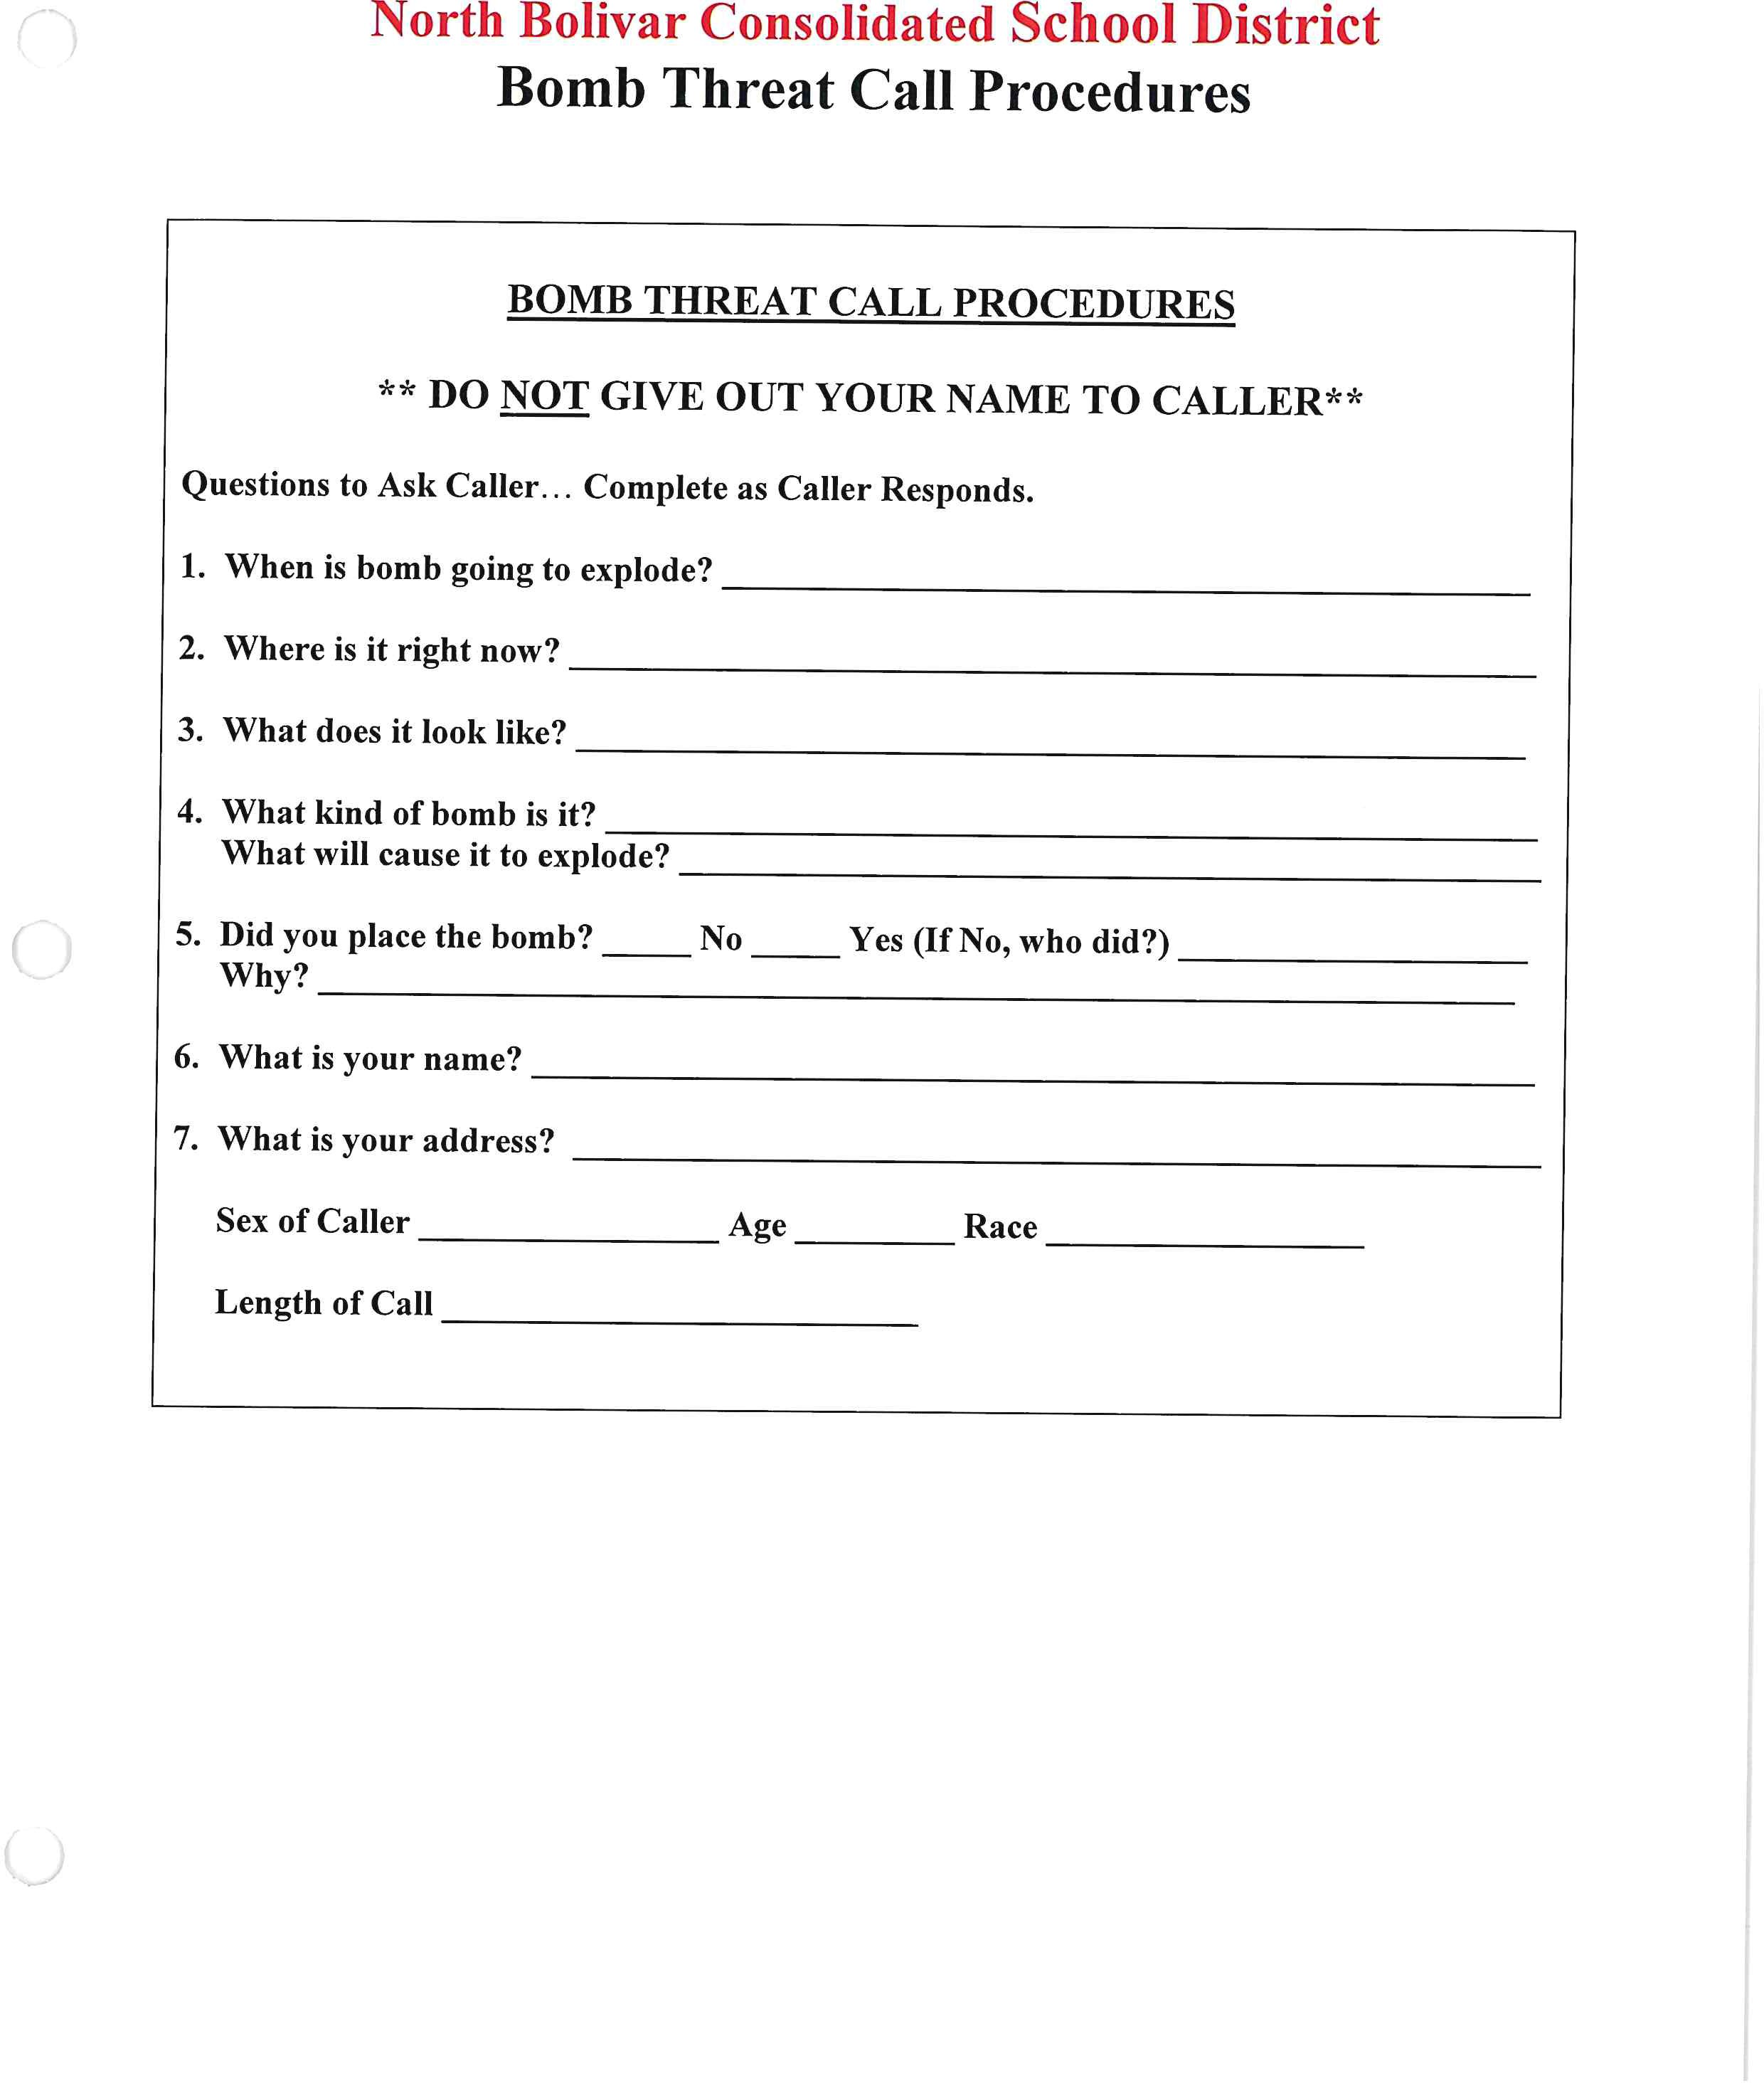 North Bolivar Consolidated School District
Bomb Threat Call Procedures
BOMB THREAT CALL PROCEDURES
** DO NOT GIVE OUT YOUR NAME TO CALLER**
Questions to Ask Caller... Complete as Caller Responds.
1. When is bomb going to explode?
2. Where is it right now?
3. What does it look like?
4. What kind of bomb is it?
What will cause it to explode?
5. Did you place the bomb? ____ No ____ Yes (If No, who did?)
Why?
6. What is your name?
7. What is your address?
Sex of Caller ____ Age ____ Race
Length of Call